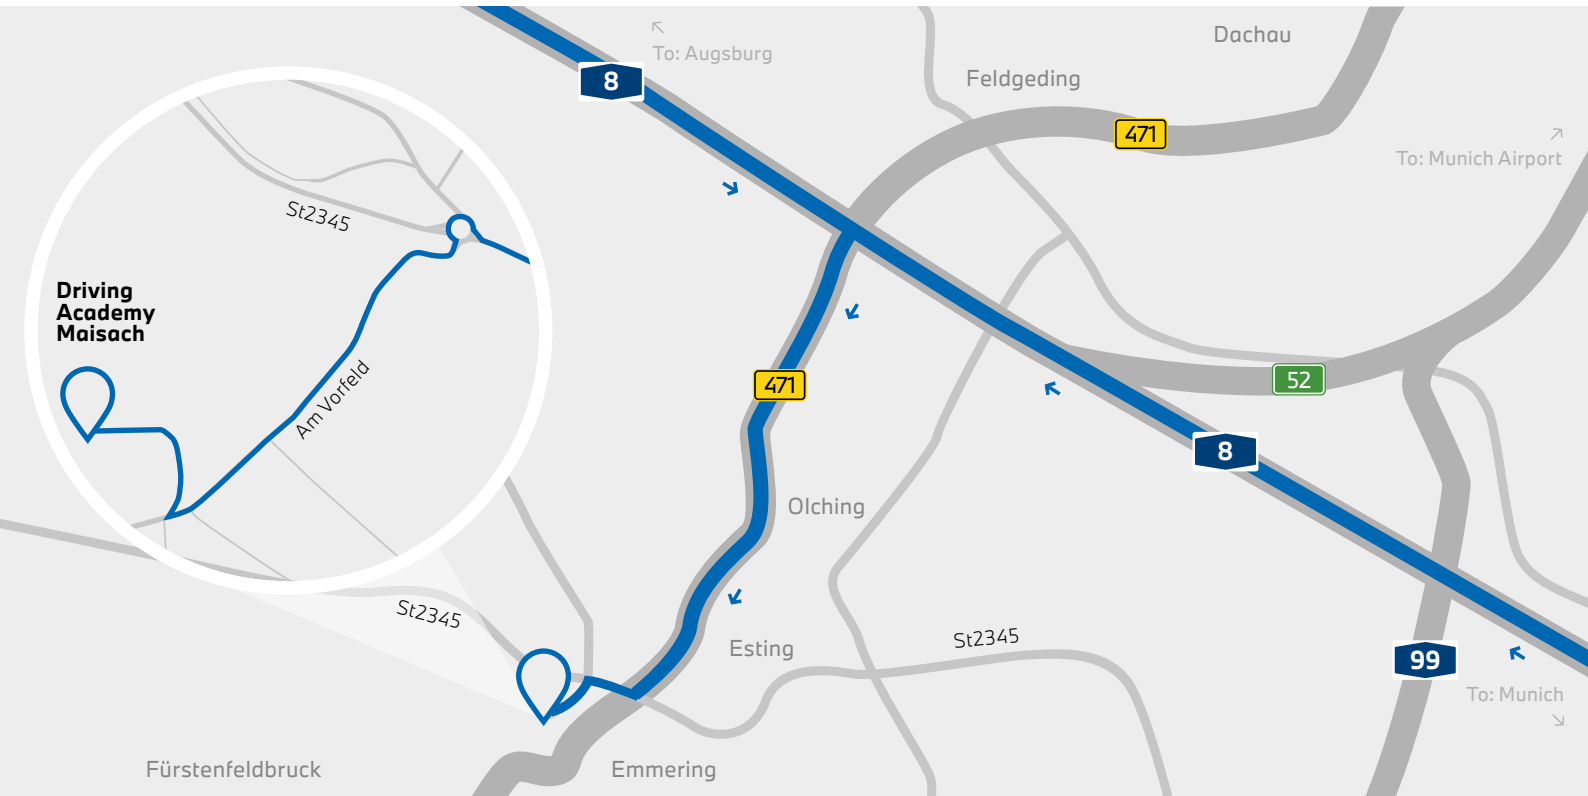 Dachau
To: Augsburg
Feldgeding
8
471
To: Munich Airport
St2345
Driving
Academy
Maisach
Am Vorfeld
471
52
8
Olching
St2345
Esting
St2345
99
To: Munich
Fürstenfeldbruck
Emmering